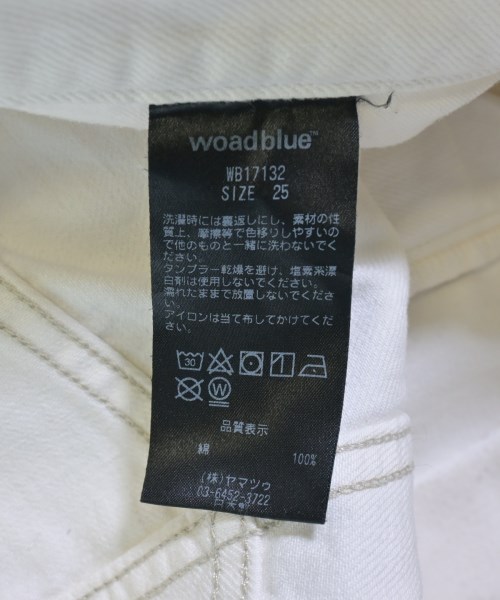 woadblue™
WB17132
SIZE 25
洗濯時には裏返しにし、素材の性
質上、摩擦等で色移りしやすいの
で他のものと一緒に洗わないでく
ださい。
タンブラー乾燥を避け、塩素系漂
白剤は使用しないでください。
濡れたままで放置しないでくださ
い。
アイロンは当て布してかけてくだ
さい。
30
W
品質表示
綿 100%
(株)ヤマツゥ
03-6452-3722